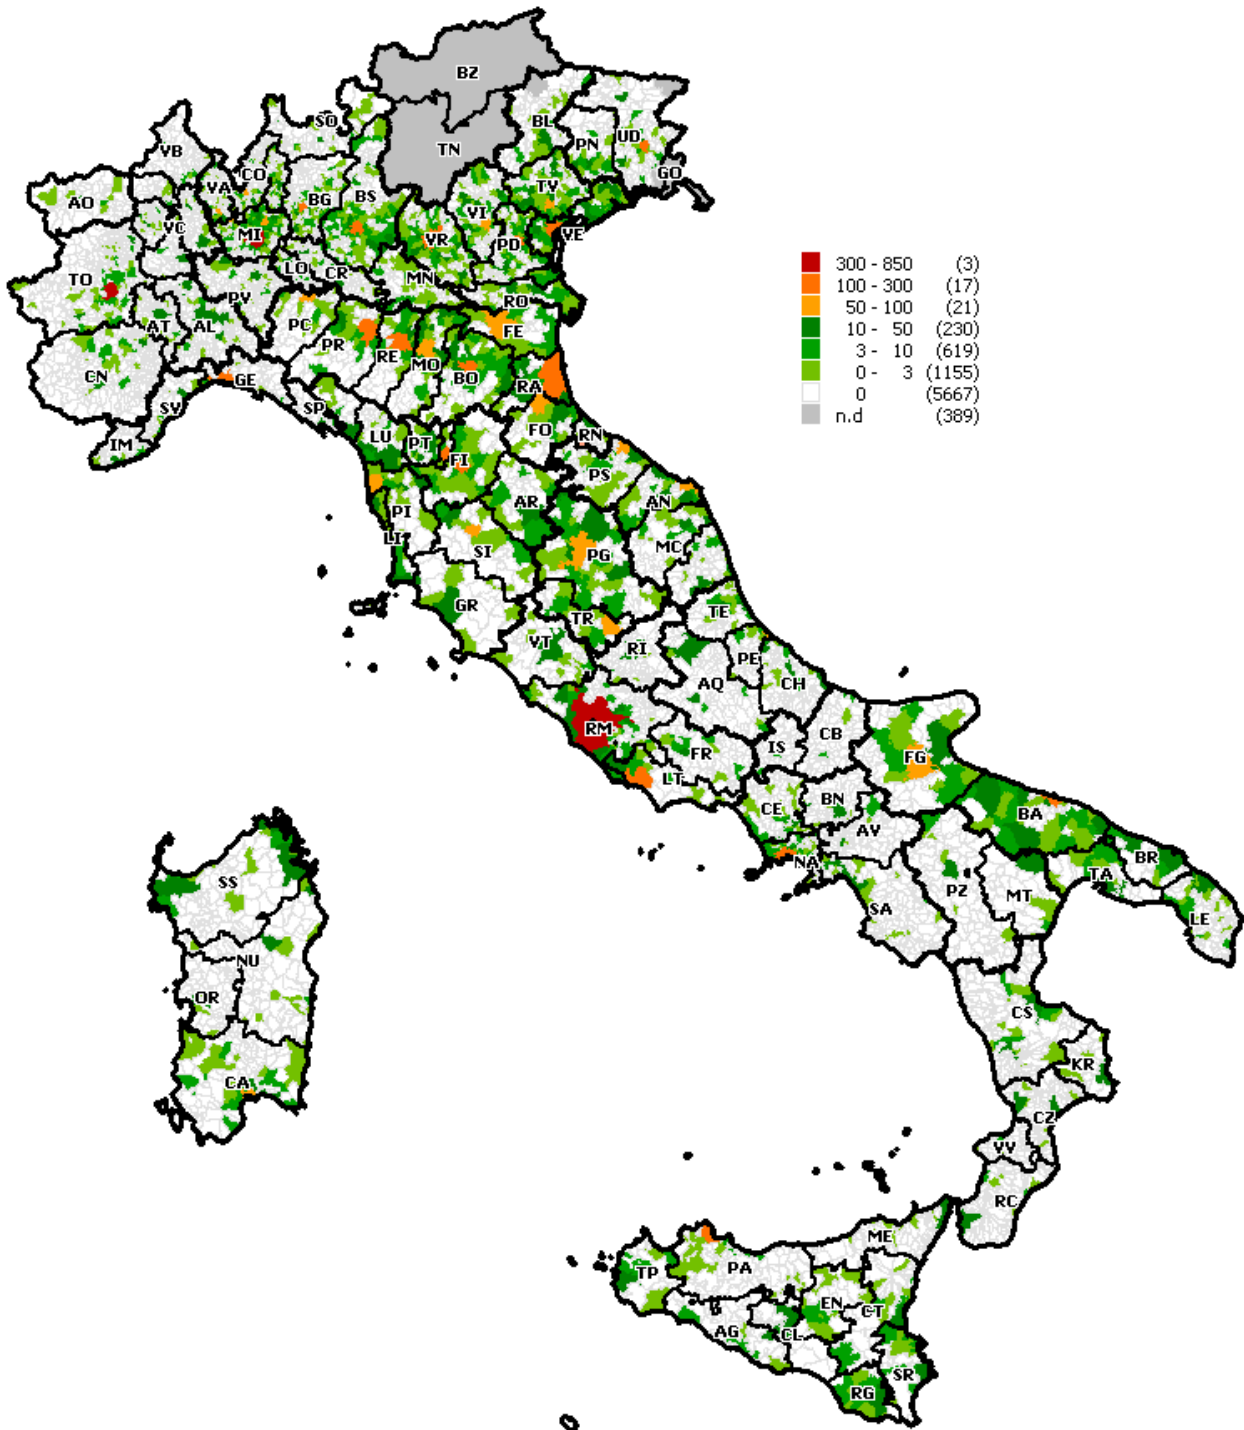 BZ
SO
BL
UD
TN
PN
VB
CO
GO
VA
BG
BS
TV
AO
VI
VC
MI
VR
PD
VE
300 - 850 (3)
100 - 300 (17)
50 - 100 (21)
10 - 50 (230)
3 - 10 (619)
0 - 3 (1155)
0 (5667)
n.d (389)
TO
LO
CR
MN
PV
RO
AT
AL
PC
FE
PR
RE
MO
CN
GE
BO
RA
SV
SP
FO
IM
LU
PT
FI
RN
PS
AR
AN
PI
LI
SI
PG
MC
GR
TR
TE
VT
RI
PE
AQ
CH
RM
CB
IS
FR
FG
LT
CE
BN
BA
AV
NA
BR
TA
SS
PZ
MT
SA
LE
NU
OR
CS
KR
CA
CZ
VV
RC
ME
TP
PA
EN
CT
AG
CL
SR
RG